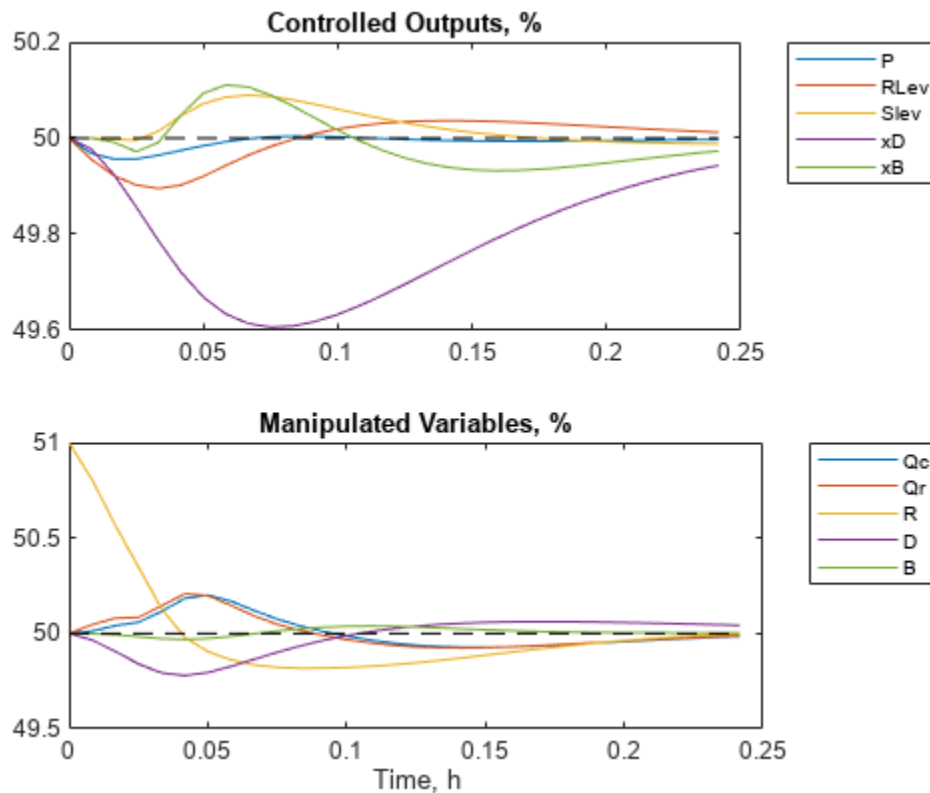 Controlled Outputs, %
50.2
50
49.8
49.6
0 0.05 0.1 0.15 0.2 0.25
P
RLev
Slev
xD
xB
Manipulated Variables, %
51
50.5
50
49.5
0 0.05 0.1 0.15 0.2 0.25
Time, h
Qc
Qr
R
D
B